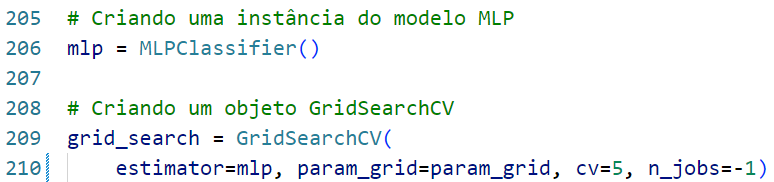 205 # Criando uma instância do modelo MLP
206 mlp = MLPClassifier()
207
208 # Criando um objeto GridSearchCV
209 grid_search = GridSearchCV(
210 estimator=mlp, param_grid=param_grid, cv=5, n_jobs=-1)